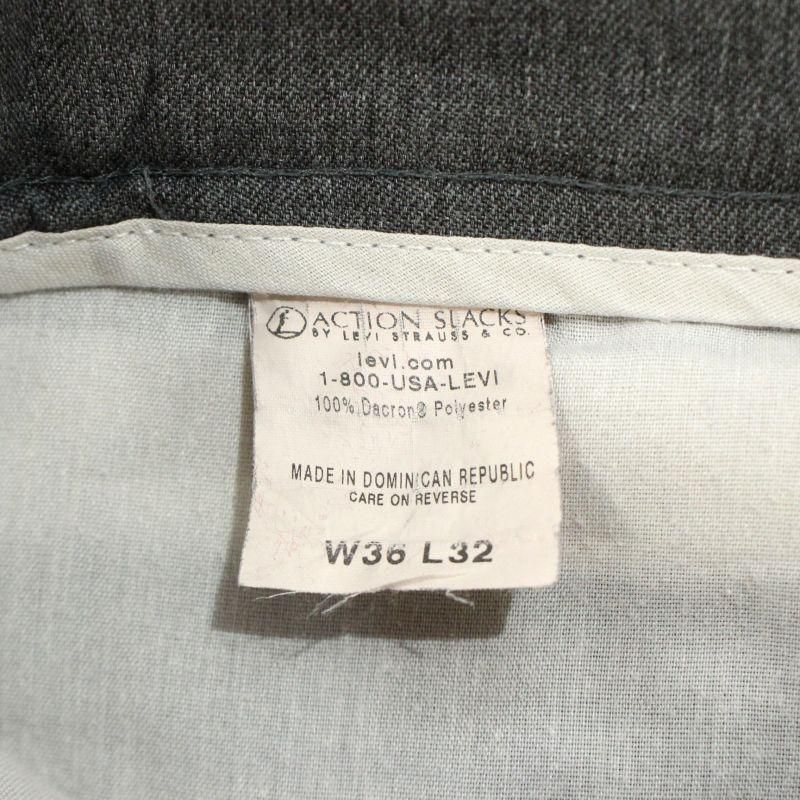 ACTION SLACKS
BY LEVI STRAUSS & CO.
levi.com
1-800-USA-LEVI
100% Dacron® Polyester
MADE IN DOMINICAN REPUBLIC
CARE ON REVERSE
W36 L32